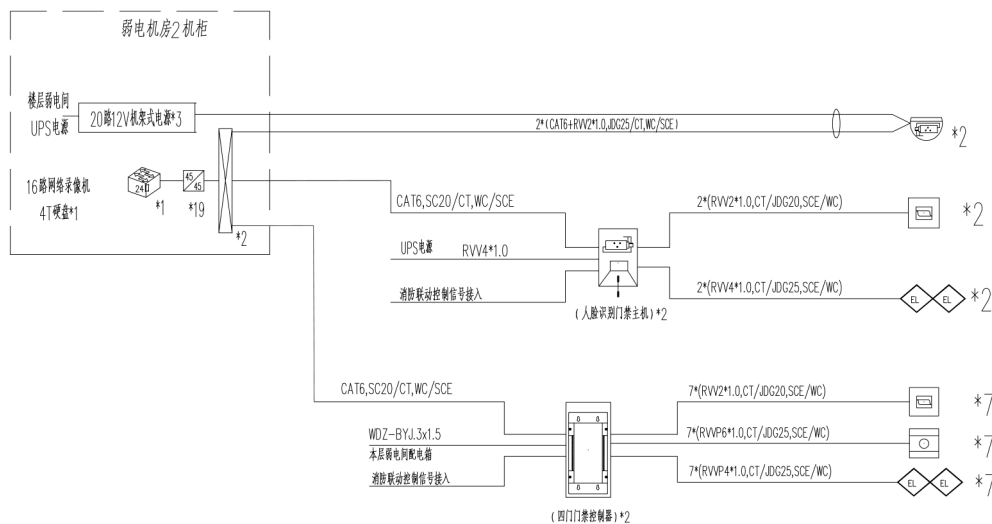 弱电机房2机柜
楼层弱电间
UPS电源
20路12V机架式电源*3
2*(CAT6+RVV2*1.0,JDG25/CT,WC/SCE)
*2
16路网络录像机
4T硬盘*1
24
*1
45
45
*19
*2
CAT6,SC20/CT,WC/SCE
2*(RVV2*1.0,CT/JDG20,SCE/WC)
*2
UPS电源 RVV4*1.0
消防联动控制信号接入
2*(RVV4*1.0,CT/JDG25,SCE/WC)
EL EL *2
(人脸识别门禁主机)*2
CAT6,SC20/CT,WC/SCE
7*(RVV2*1.0,CT/JDG20,SCE/WC)
*7
WDZ-BYJ.3x1.5
本层弱电间配电箱
7*(RVVP6*1.0,CT/JDG25,SCE/WC)
*7
消防联动控制信号接入
7*(RVVP4*1.0,CT/JDG25,SCE/WC)
EL EL *7
(四门门禁控制器)*2